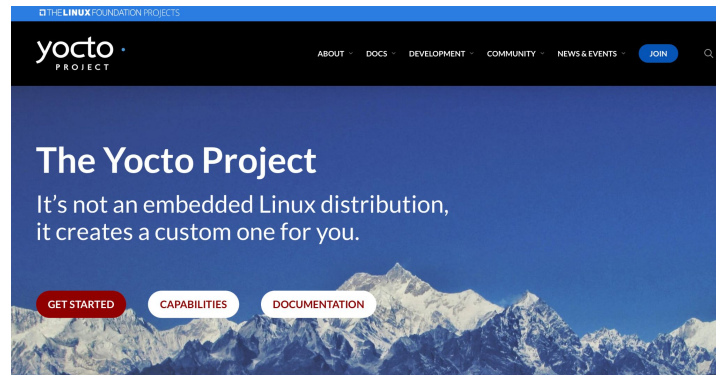 THE LINUX FOUNDATION PROJECTS
yocto
PROJECT
ABOUT DOCS DEVELOPMENT COMMUNITY NEWS & EVENTS JOIN
The Yocto Project
It's not an embedded Linux distribution,
it creates a custom one for you.
GET STARTED CAPABILITIES DOCUMENTATION